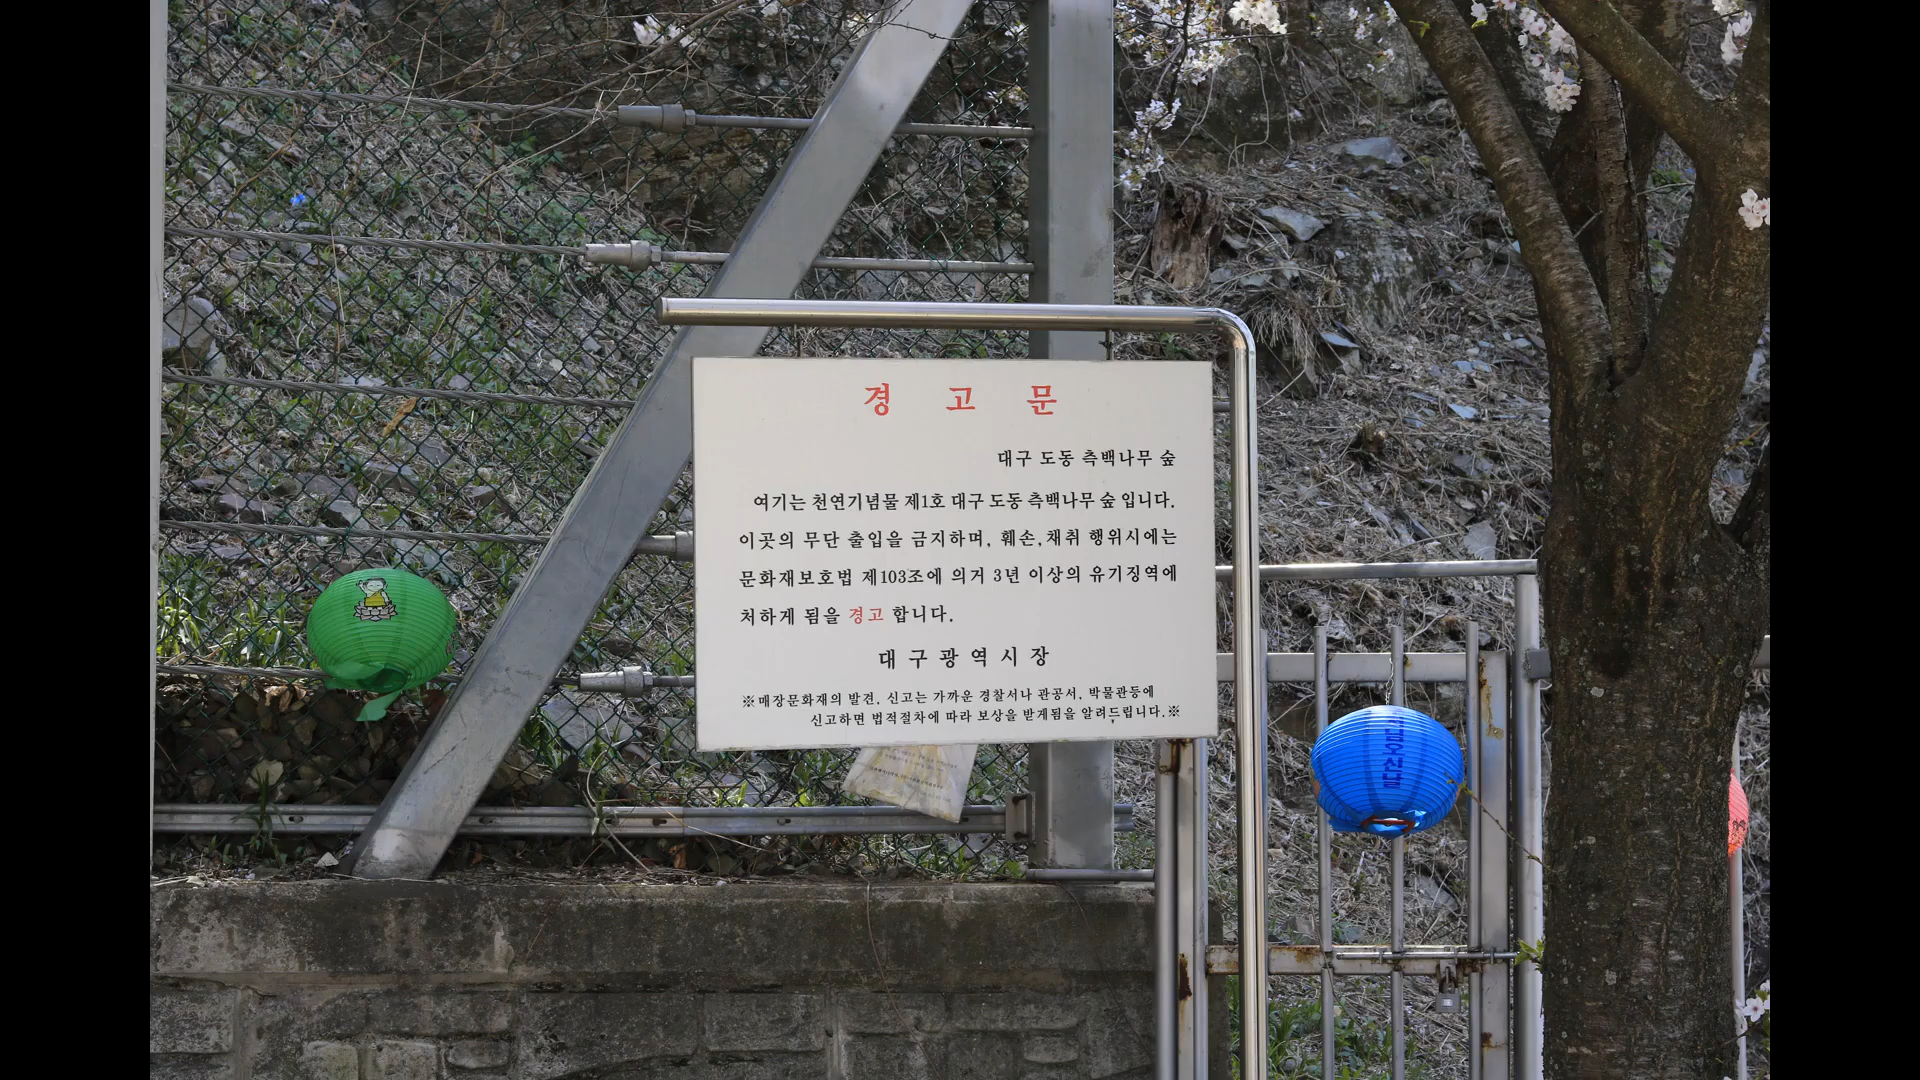 경 고 문
대구 도동 측백나무 숲
여기는 천연기념물 제1호 대구 도동 측백나무 숲 입니다.
이곳의 무단 출입을 금지하며, 훼손,채취 행위시에는
문화재보호법 제103조에 의거 3년 이상의 유기징역에
처하게 됨을 경고 합니다.
대 구 광 역 시 장
※매장문화재의 발견, 신고는 가까운 경찰서나 관공서, 박물관등에
신고하면 법적절차에 따라 보상을 받게됨을 알려드립니다.※